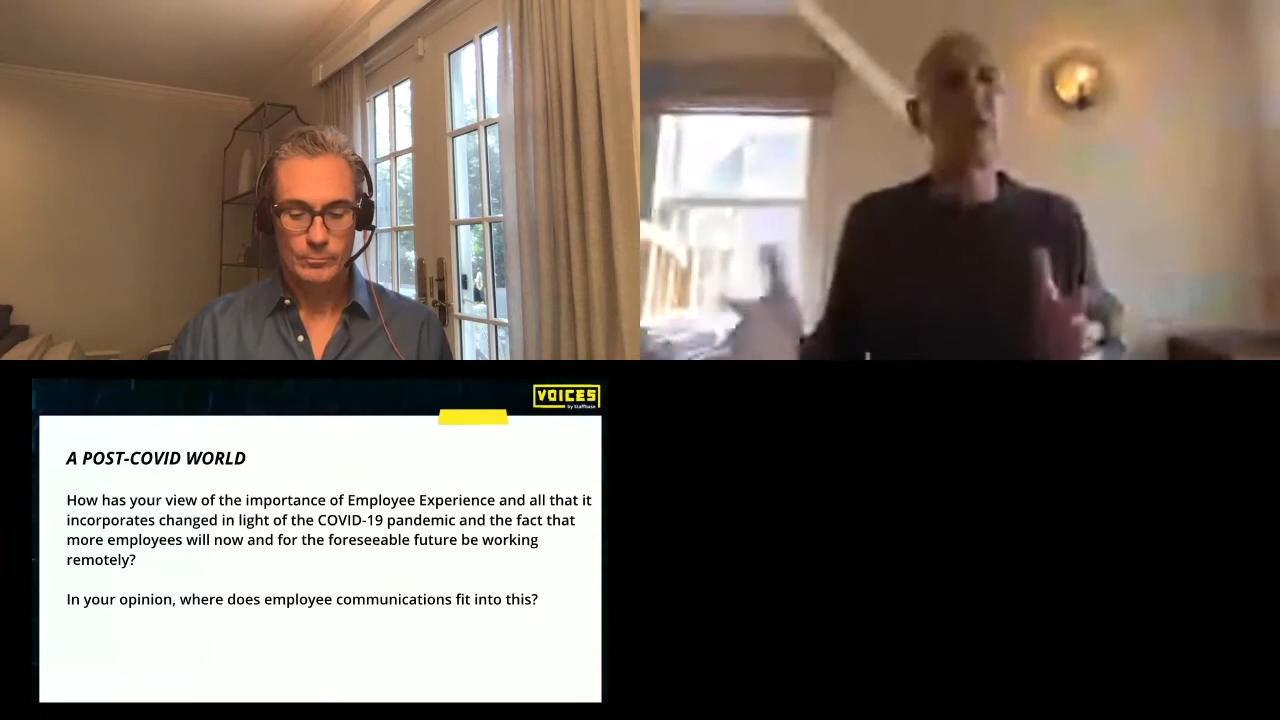 VOICES
by Staffbase
A POST-COVID WORLD
How has your view of the importance of Employee Experience and all that it
incorporates changed in light of the COVID-19 pandemic and the fact that
more employees will now and for the foreseeable future be working
remotely?
In your opinion, where does employee communications fit into this?